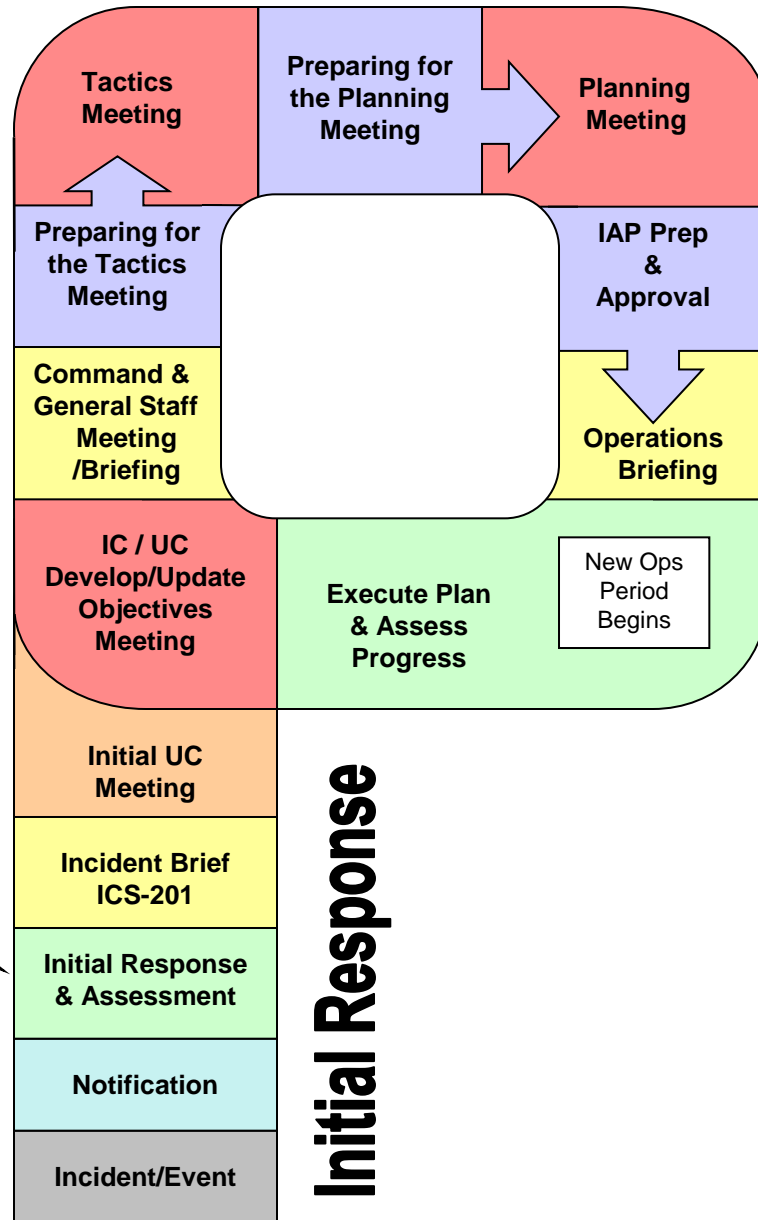 Tactics
Meeting
Preparing for
the Planning
Meeting
Planning
Meeting
Preparing for
the Tactics
Meeting
IAP Prep
&
Approval
Command &
General Staff
Meeting
/Briefing
Operations
Briefing
IC / UC
Develop/Update
Objectives
Meeting
Execute Plan
& Assess
Progress
New Ops
Period
Begins
Initial UC
Meeting
Incident Brief
ICS-201
Initial Response
& Assessment
Notification
Incident/Event
Initial Response